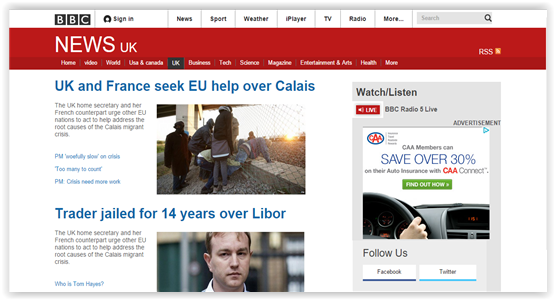 BBC Sign in News Sport Weather iPlayer TV Radio More... Search
NEWS UK
RSS
Home video World Usa & canada UK Business Tech Science Magazine Entertainment & Arts Health More
UK and France seek EU help over Calais
The UK home secretary and her
French counterpart urge other EU
nations to act to help address the
root causes of the Calais migrant
crisis.
PM 'woefully slow' on crisis
'Too many to count'
PM: Crisis need more work
Trader jailed for 14 years over Libor
The UK home secretary and her
French counterpart urge other EU
nations to act to help address the
root causes of the Calais migrant
crisis.
Who is Tom Hayes?
Watch/Listen
LIVE BBC Radio 5 Live
ADVERTISEMENT
CAA
CAA Members can
SAVE OVER 30%
on their Auto Insurance with CAA Connect
FIND OUT HOW >
Follow Us
Facebook Twitter